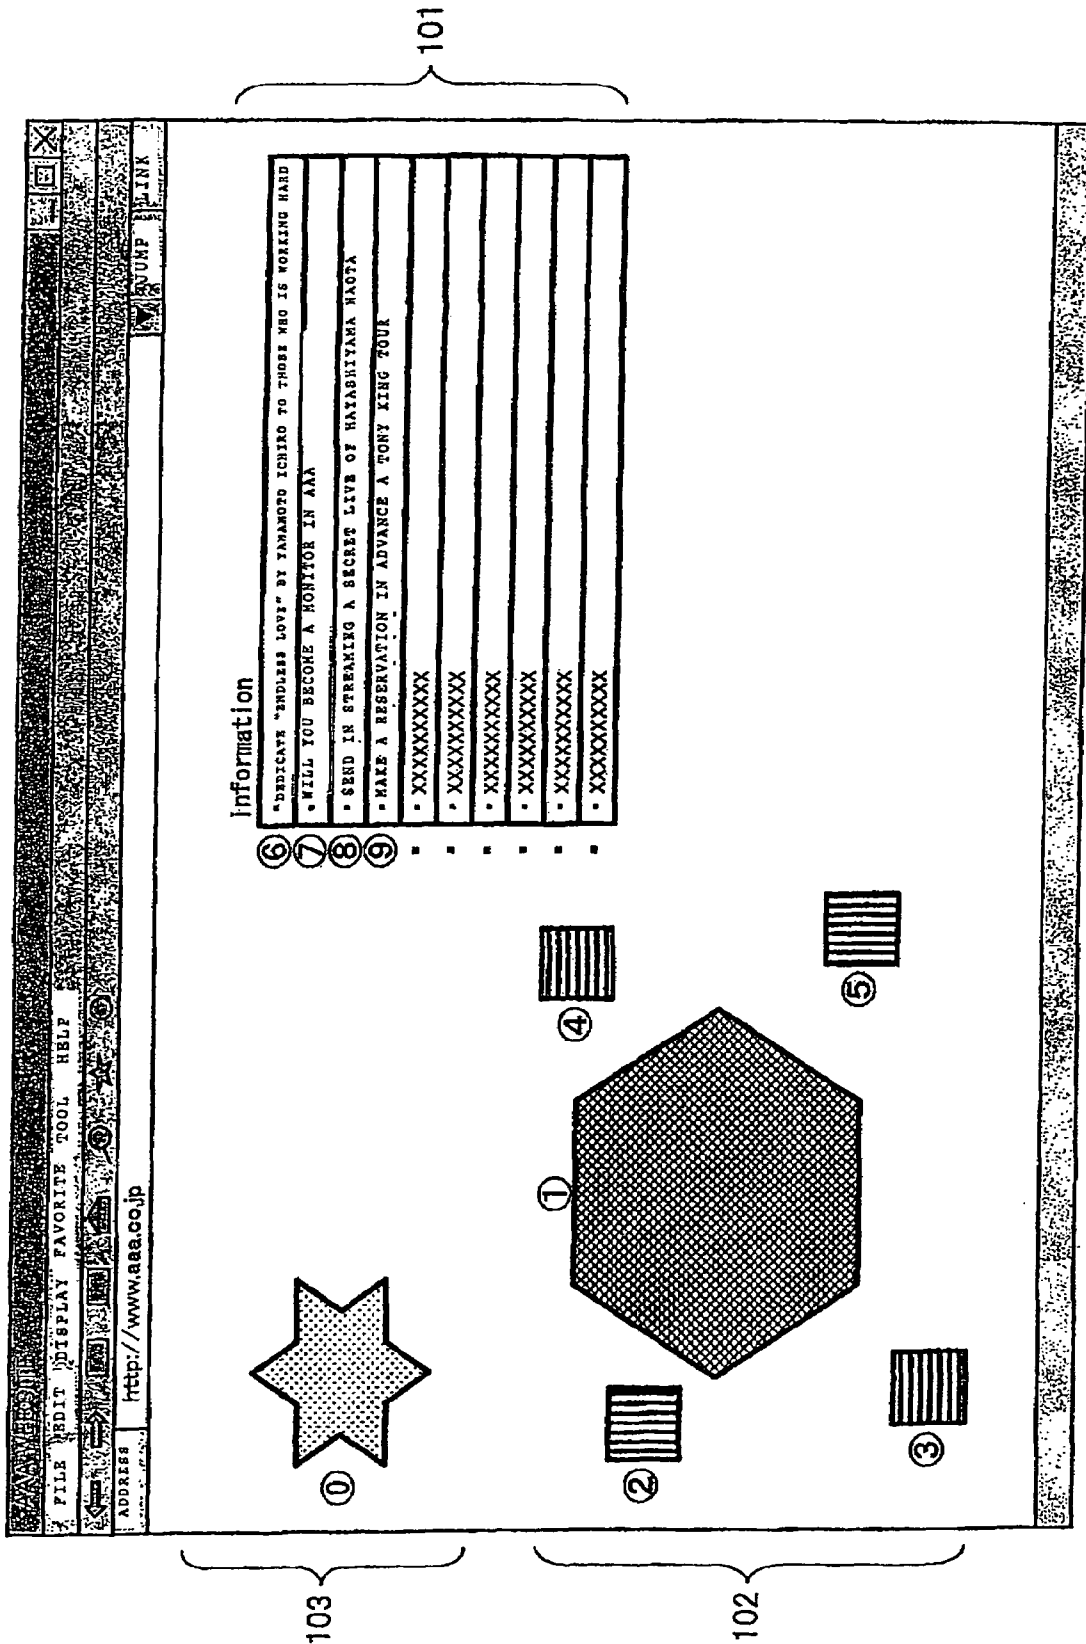 FILE EDIT DISPLAY FAVORITE TOOL HELP
ADDRESS http://www.aaa.co.jp ▼ JUMP LINK
103
⓪
Information
101
⑥ "DEDICATE "ENDLESS LOVE" BY YAMAMOTO ICHIRO TO THOSE WHO IS WORKING HARD
⑦ ▪ WILL YOU BECOME A MONITOR IN AAA
⑧ ▪ SEND IN STREAMING A SECRET LIVE OF HAYASHIYAMA NAOTA
⑨ ▪ MAKE A RESERVATION IN ADVANCE A TONY KING TOUR
▪ XXXXXXXXXX
▪ XXXXXXXXXX
▪ XXXXXXXXXX
▪ XXXXXXXXXX
▪ XXXXXXXXXX
▪ XXXXXXXXXX
102
①
②
③
④
⑤